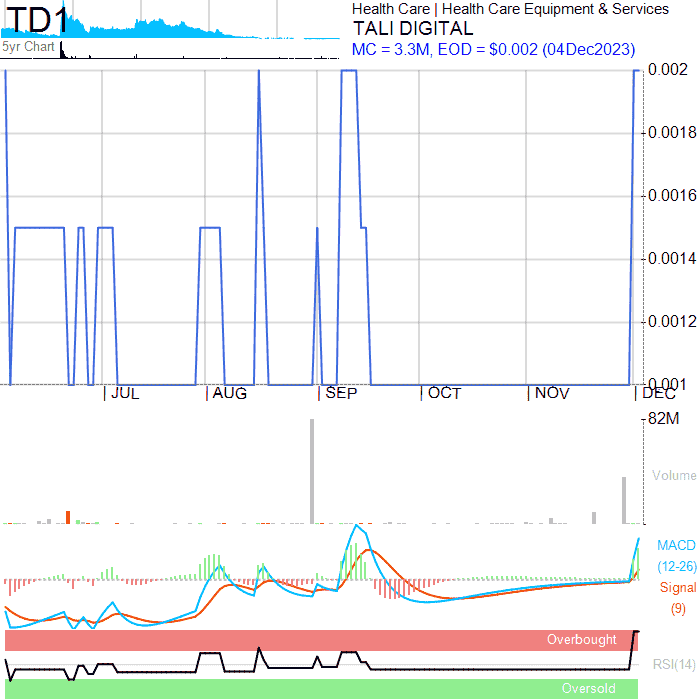 TD1
Health Care | Health Care Equipment & Services
TALI DIGITAL
5yr Chart
MC = 3.3M, EOD = $0.002 (04Dec2023)
0.002
0.0018
0.0016
0.0014
0.0012
0.001
JUL AUG SEP OCT NOV DEC
82M
Volume
MACD
(12-26)
Signal
(9)
Overbought
RSI(14)
Oversold